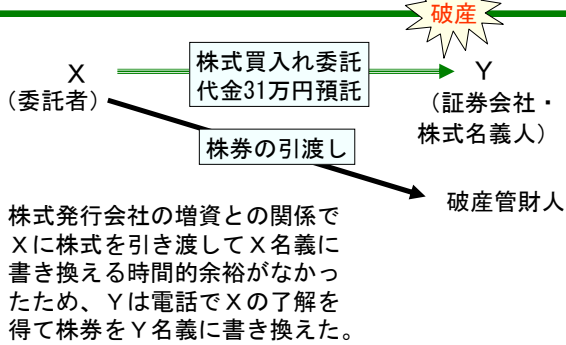 破産
株式買入れ委託
代金31万円預託
X
(委託者)
Y
(証券会社・
株式名義人)
株券の引渡し
破産管財人
株式発行会社の増資との関係で
Xに株式を引き渡してX名義に
書き換える時間的余裕がなかっ
たため、Yは電話でXの了解を
得て株券をY名義に書き換えた。